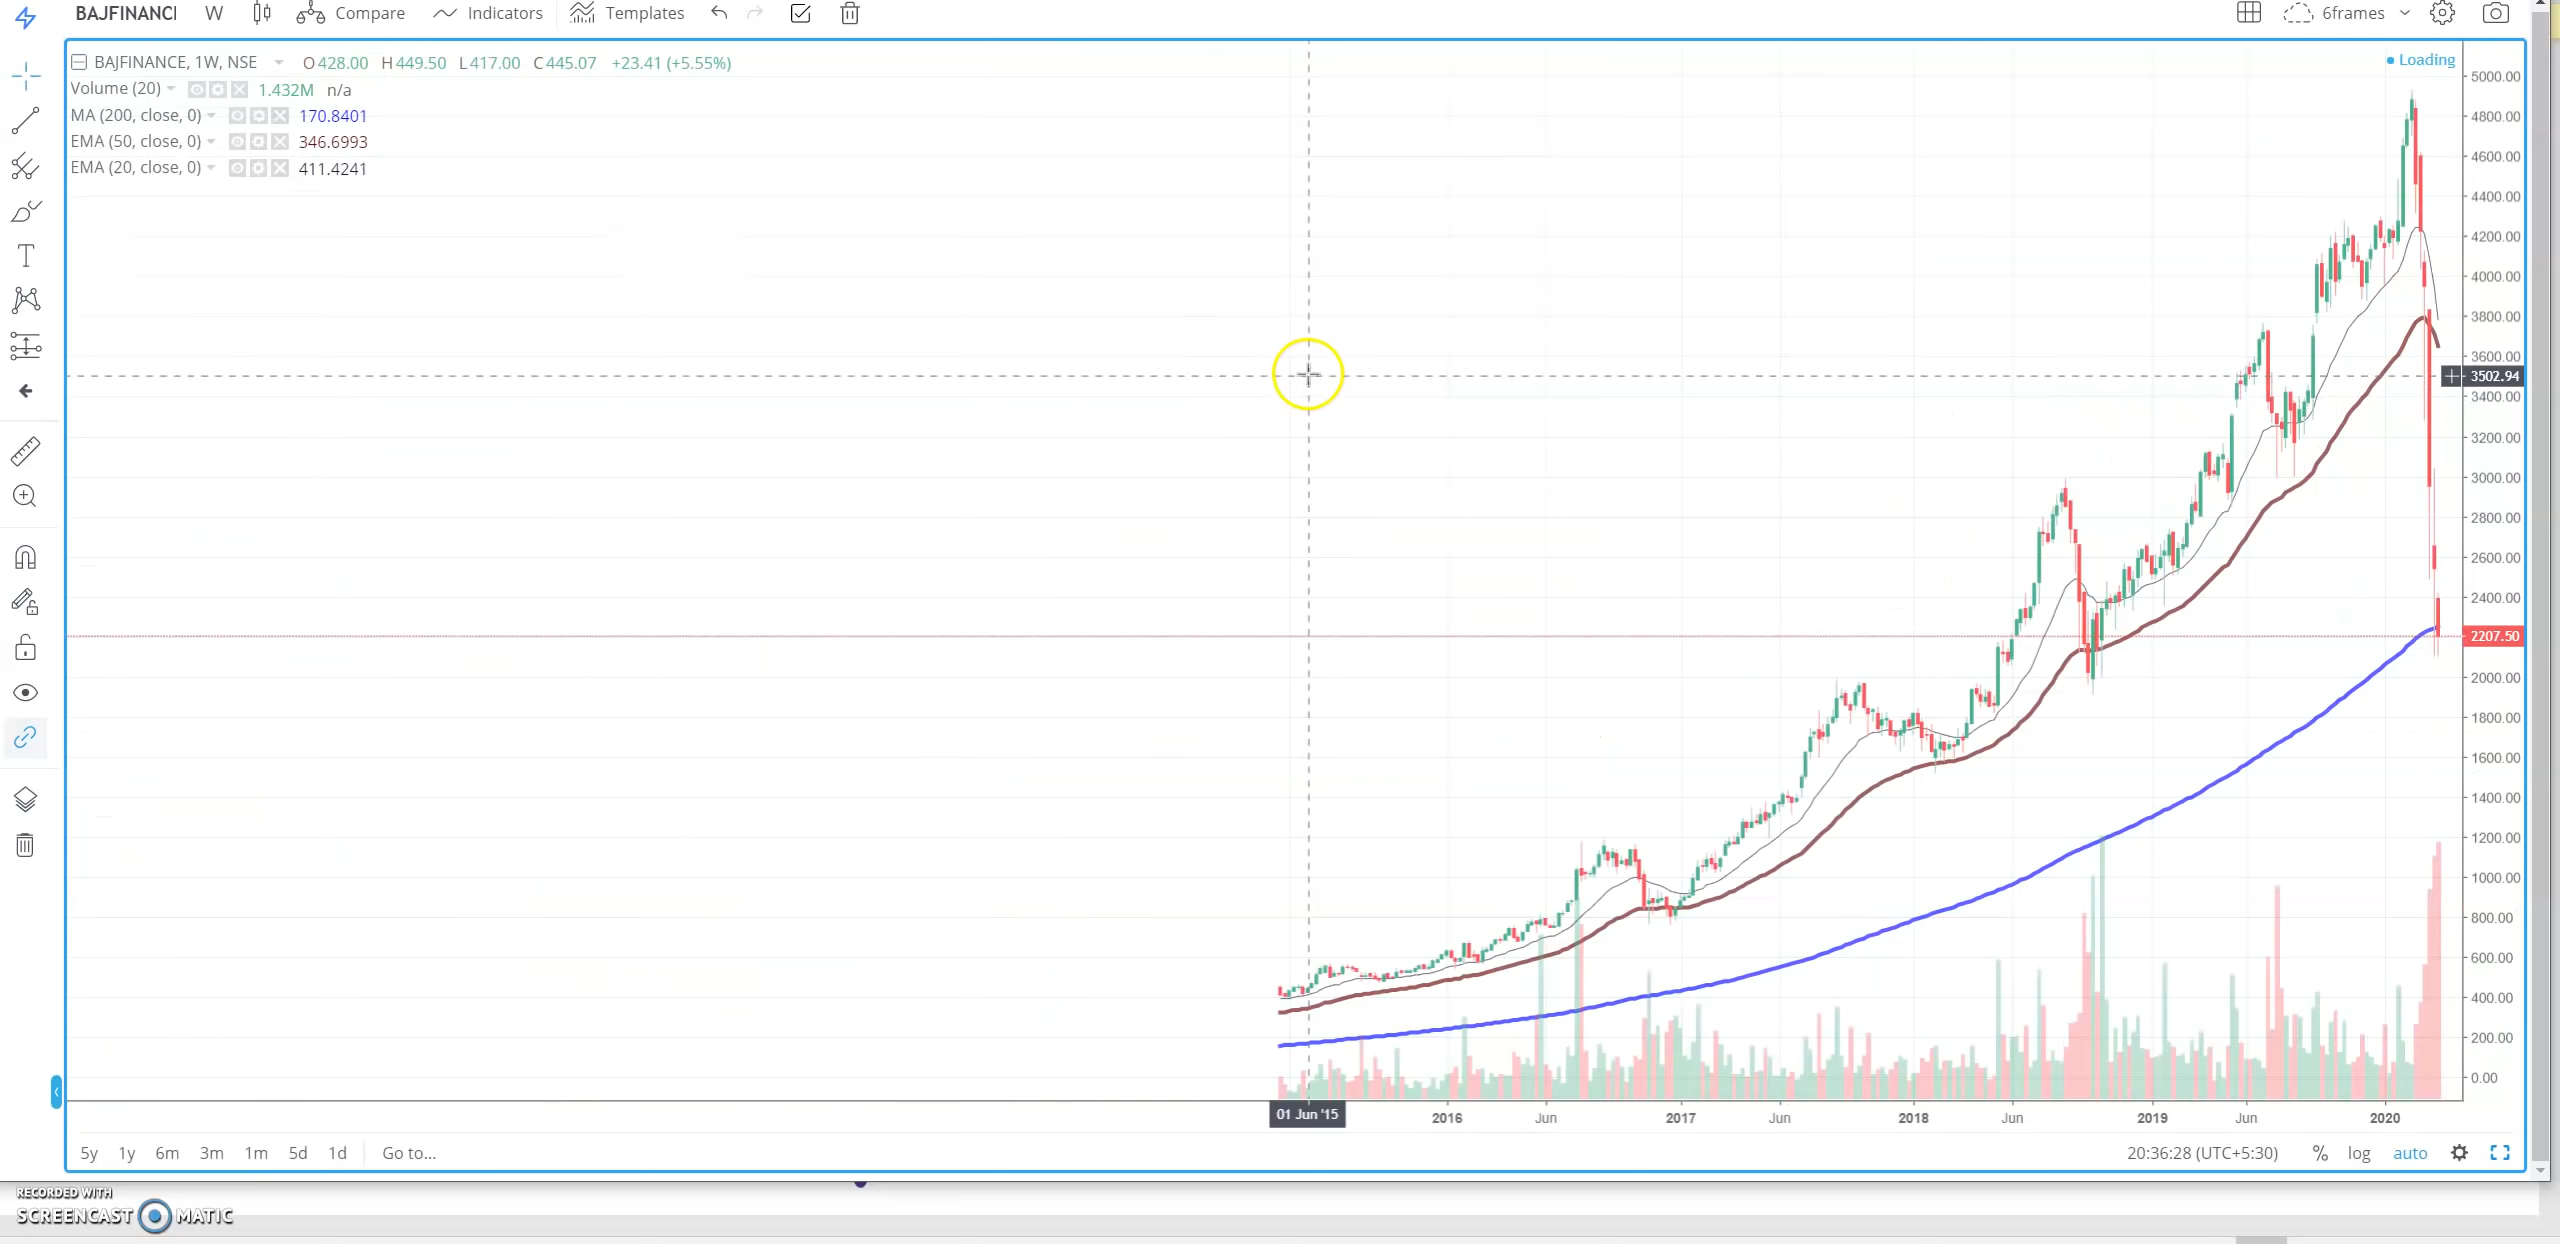 BAJFINANC W Compare Indicators Templates 6frames
BAJFINANCE, 1W, NSE O428.00 H449.50 L417.00 C445.07 +23.41 (+5.55%)
Loading
Volume (20) 1.432M n/a
MA (200, close, 0) 170.8401
EMA (50, close, 0) 346.6993
EMA (20, close, 0) 411.4241
5000.00
4800.00
4600.00
4400.00
4200.00
4000.00
3800.00
3600.00
3502.94
3400.00
3200.00
3000.00
2800.00
2600.00
2400.00
2207.50
2000.00
1800.00
1600.00
1400.00
1200.00
1000.00
800.00
600.00
400.00
200.00
0.00
01 Jun '15 2016 Jun 2017 Jun 2018 Jun 2019 Jun 2020
5y 1y 6m 3m 1m 5d 1d Go to... 20:36:28 (UTC+5:30) % log auto
RECORDED WITH
SCREENCAST MATIC